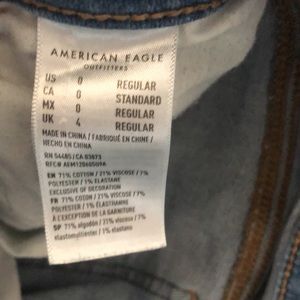 AMERICAN EAGLE
OUTFITTERS
US 0 REGULAR
CA 0 STANDARD
MX 0 REGULAR
UK 4 REGULAR
MADE IN CHINA / FABRIQUÉ EN CHINE /
HECHO EN CHINA
RN 54485 / CA 03873
RFC# AEM
EN 71% COTTON / 21% VISCOSE / 7%
POLYESTER / 1% ELASTANE
EXCLUSIVE OF DECORATION
FR 71% COTON / 21% VISCOSE / 7%
POLYESTER / 1% ÉLASTHANNE
À L'EXCEPTION DE LA GARNITURE
SP 71% algodón / 21% viscosa / 7%
/ 1% elastano